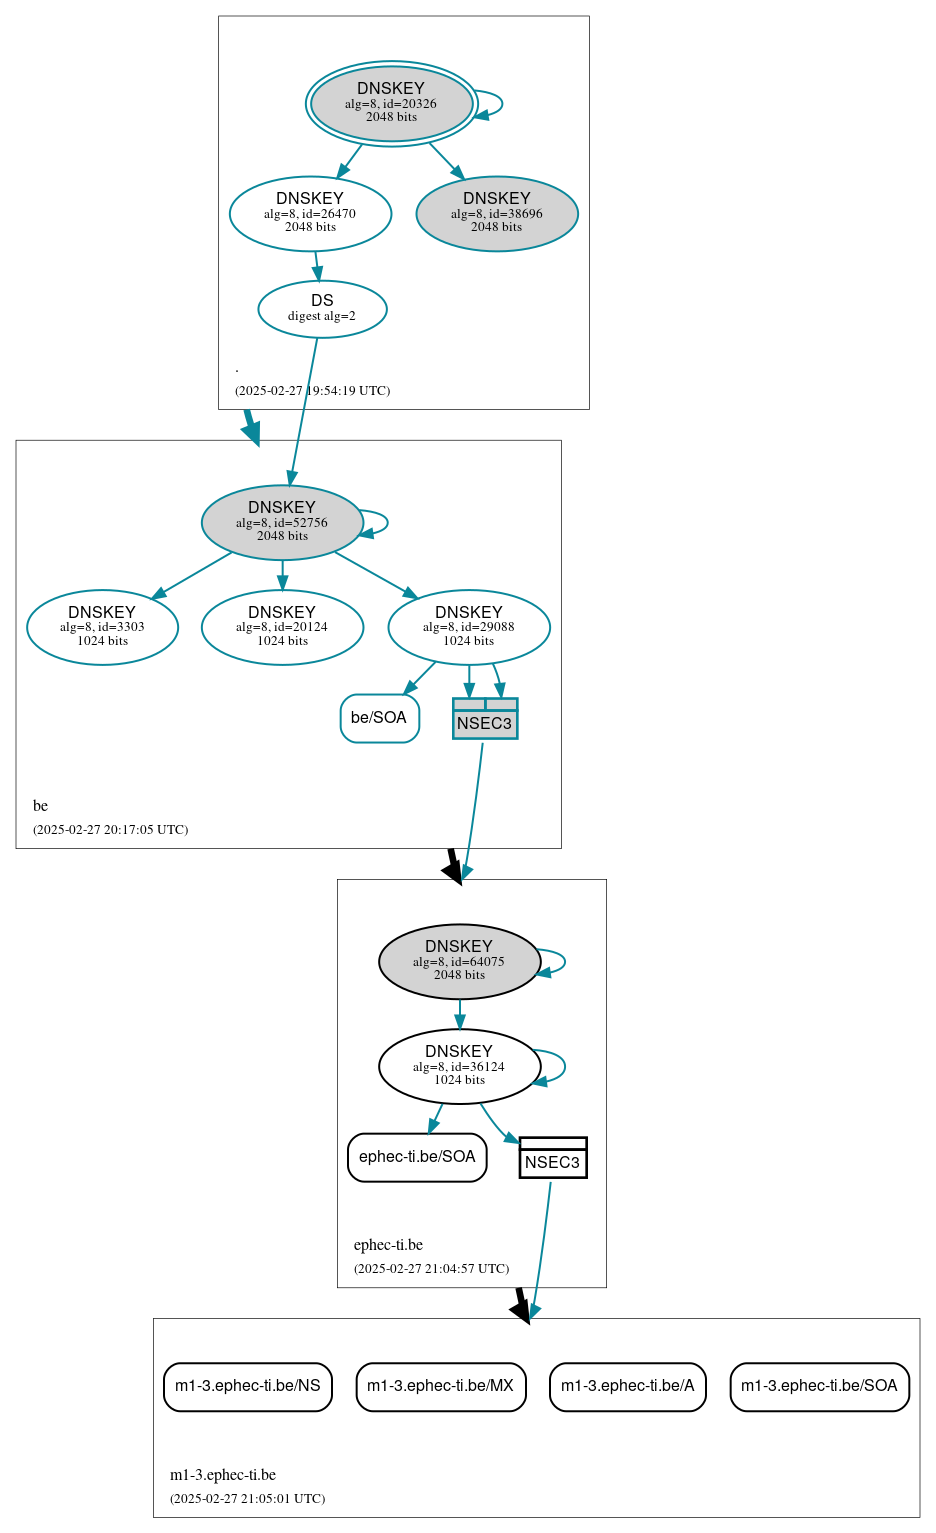 DNSKEY
alg=8, id=20326
2048 bits
DNSKEY
alg=8, id=26470
2048 bits
DNSKEY
alg=8, id=38696
2048 bits
DS
digest alg=2
.
(2025-02-27 19:54:19 UTC)
DNSKEY
alg=8, id=52756
2048 bits
DNSKEY
alg=8, id=3303
1024 bits
DNSKEY
alg=8, id=20124
1024 bits
DNSKEY
alg=8, id=29088
1024 bits
be/SOA
NSEC3
be
(2025-02-27 20:17:05 UTC)
DNSKEY
alg=8, id=64075
2048 bits
DNSKEY
alg=8, id=36124
1024 bits
ephec-ti.be/SOA
NSEC3
ephec-ti.be
(2025-02-27 21:04:57 UTC)
m1-3.ephec-ti.be/NS
m1-3.ephec-ti.be/MX
m1-3.ephec-ti.be/A
m1-3.ephec-ti.be/SOA
m1-3.ephec-ti.be
(2025-02-27 21:05:01 UTC)